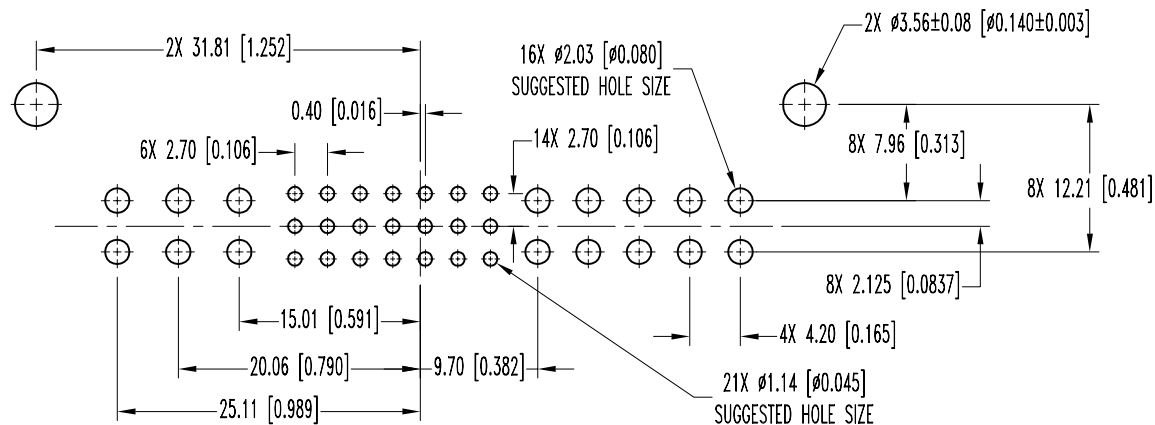 2X ø3.56±0.08 [ø0.140±0.003]
2X 31.81 [1.252]
16X ø2.03 [ø0.080]
SUGGESTED HOLE SIZE
0.40 [0.016]
14X 2.70 [0.106]
6X 2.70 [0.106]
8X 7.96 [0.313]
8X 12.21 [0.481]
8X 2.125 [0.0837]
15.01 [0.591]
4X 4.20 [0.165]
20.06 [0.790]
9.70 [0.382]
21X ø1.14 [ø0.045]
SUGGESTED HOLE SIZE
25.11 [0.989]